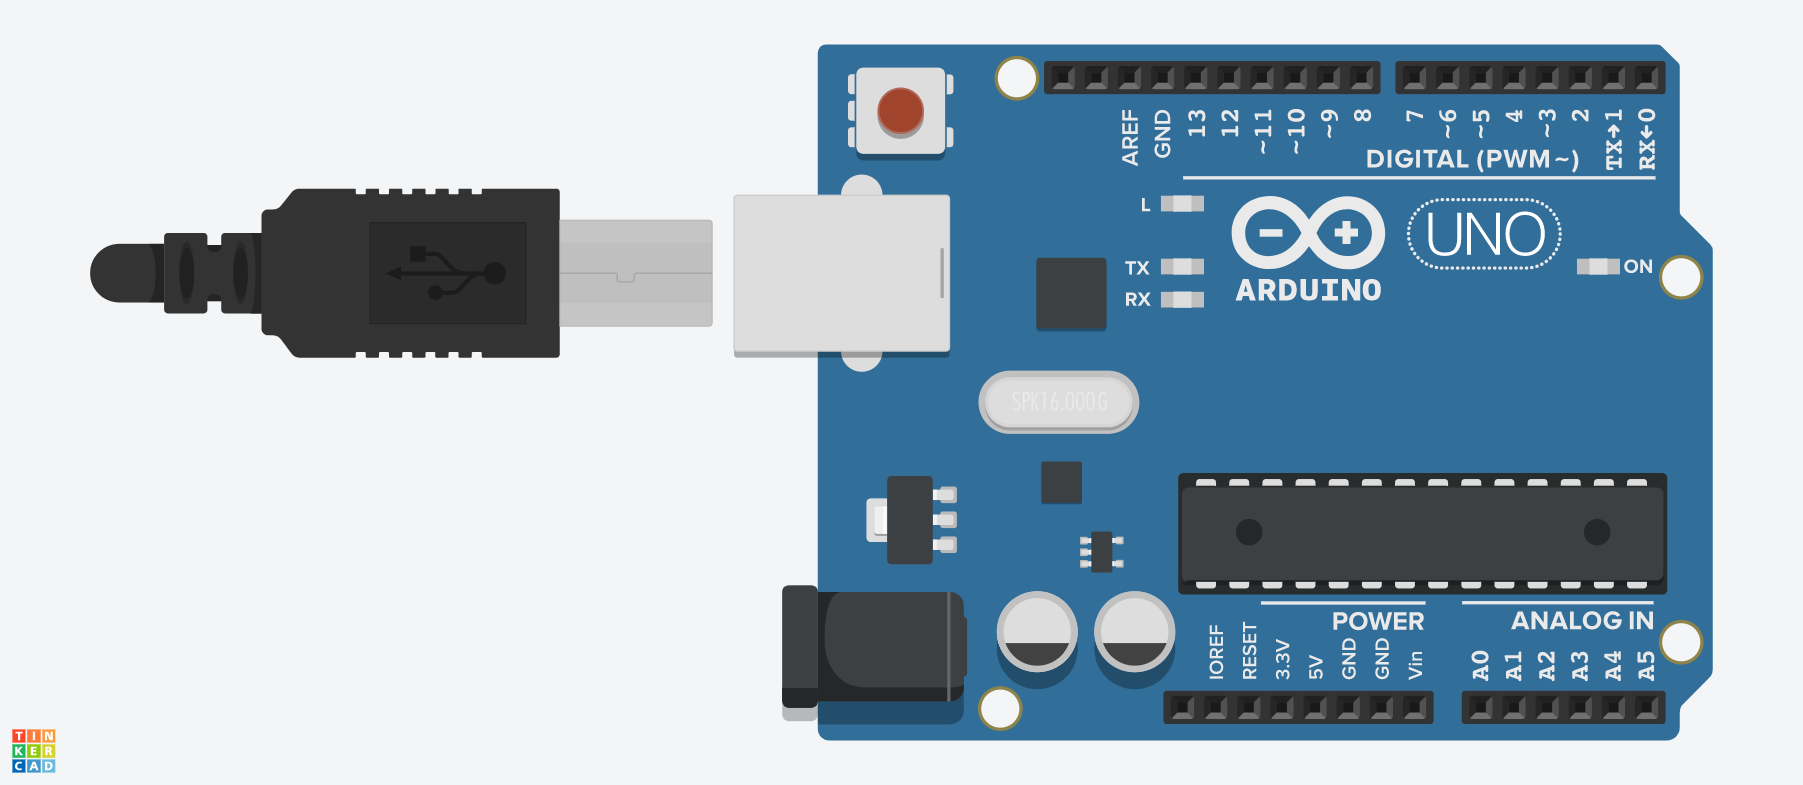 AREF
GND
13
12
~11
~10
~9
8
7
~6
~5
4
~3
2
TX→1
RX←0
DIGITAL (PWM~)
L
TX
RX
UNO
ON
ARDUINO
SPK16.000G
POWER
ANALOG IN
IOREF
RESET
3.3V
5V
GND
GND
Vin
A0
A1
A2
A3
A4
A5
TIN
KER
CAD